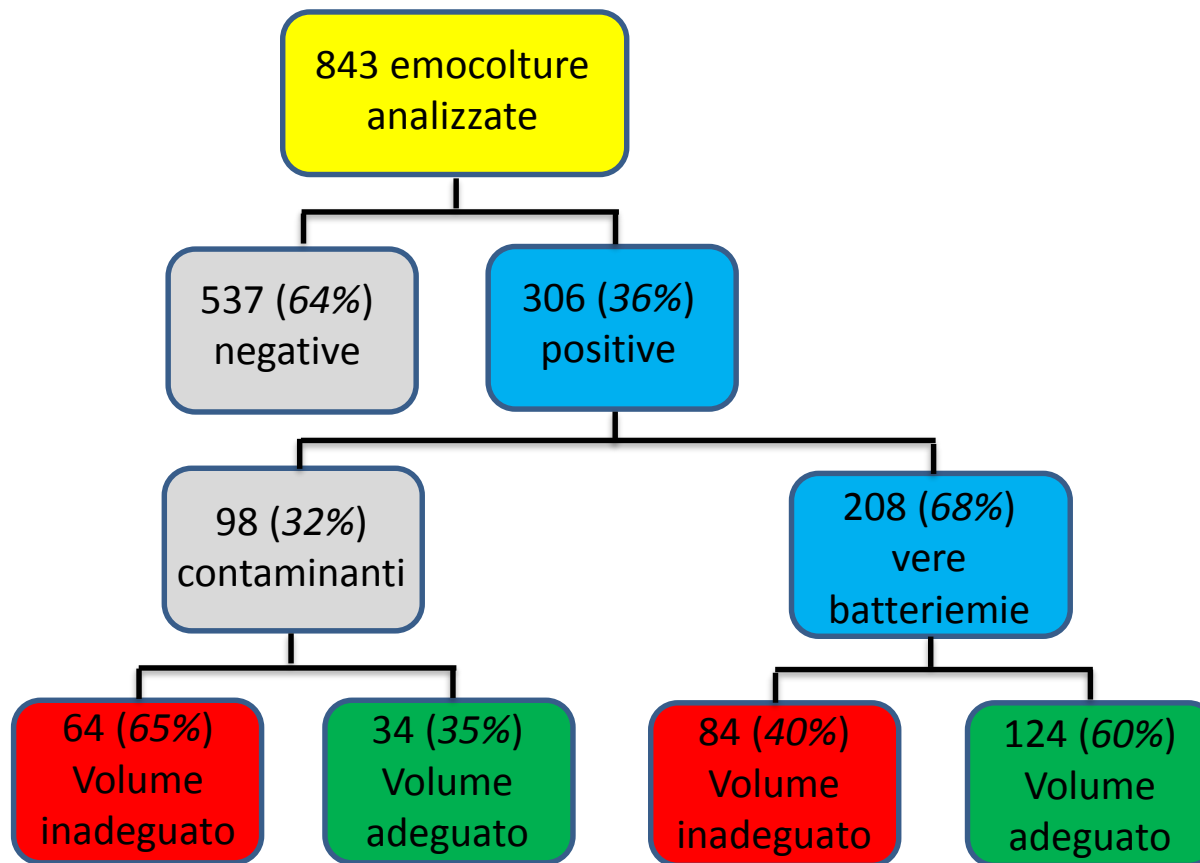 843 emocolture
analizzate
537 (64%)
negative
306 (36%)
positive
98 (32%)
contaminanti
208 (68%)
vere
batteriemie
64 (65%)
Volume
inadeguato
34 (35%)
Volume
adeguato
84 (40%)
Volume
inadeguato
124 (60%)
Volume
adeguato